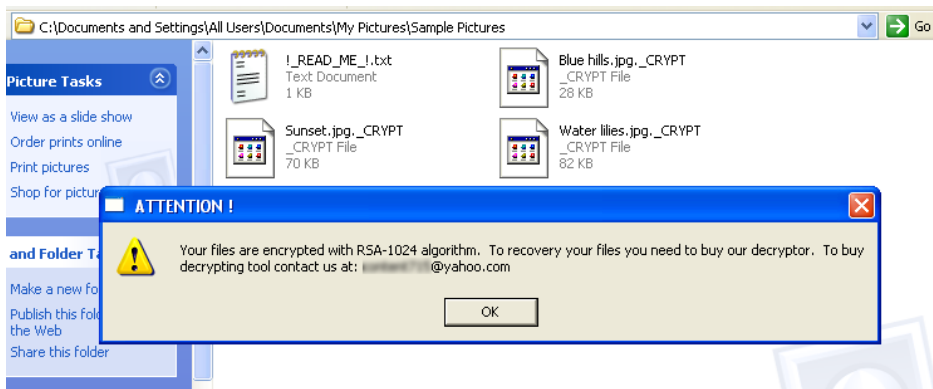 C:\Documents and Settings\All Users\Documents\My Pictures\Sample Pictures
Go
Picture Tasks
View as a slide show
Order prints online
Print pictures
Shop for pictur
and Folder Ta
Make a new fo
Publish this fold
the Web
Share this folder
!_READ_ME_!.txt
Text Document
1 KB
Blue hills.jpg._CRYPT
_CRYPT File
28 KB
Sunset.jpg._CRYPT
_CRYPT File
70 KB
Water lilies.jpg._CRYPT
_CRYPT File
82 KB
ATTENTION !
Your files are encrypted with RSA-1024 algorithm. To recovery your files you need to buy our decryptor. To buy
decrypting tool contact us at: @yahoo.com
OK